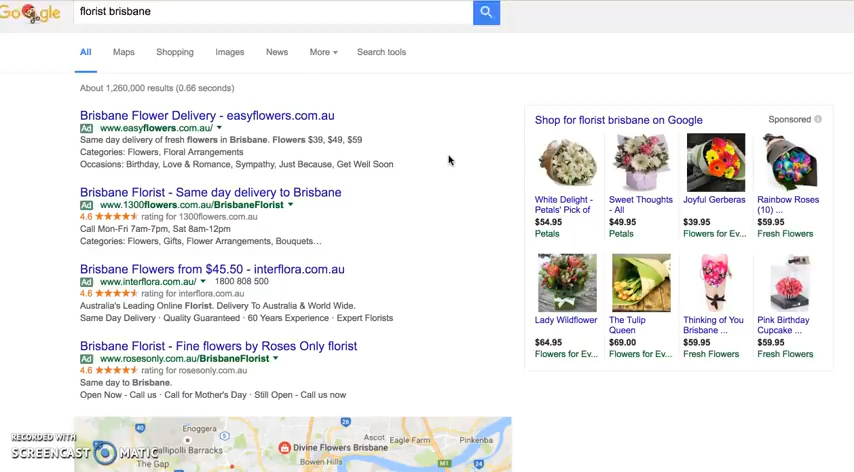 Google
florist brisbane
All Maps Shopping Images News More Search tools
About 1,260,000 results (0.66 seconds)
Brisbane Flower Delivery - easyflowers.com.au
Ad www.easyflowers.com.au/
Same day delivery of fresh flowers in Brisbane. Flowers $39, $49, $59
Categories: Flowers, Floral Arrangements
Occasions: Birthday, Love & Romance, Sympathy, Just Because, Get Well Soon
Brisbane Florist - Same day delivery to Brisbane
Ad www.1300flowers.com.au/BrisbaneFlorist
4.6 rating for 1300flowers.com.au
Call Mon-Fri 7am-7pm, Sat 8am-12pm
Categories: Flowers, Gifts, Flower Arrangements, Bouquets…
Brisbane Flowers from $45.50 - interflora.com.au
Ad www.interflora.com.au/ 1800 808 500
4.6 rating for interflora.com.au
Australia's Leading Online Florist. Delivery To Australia & World Wide.
Same Day Delivery · Quality Guaranteed · 60 Years Experience · Expert Florists
Brisbane Florist - Fine flowers by Roses Only florist
Ad www.rosesonly.com.au/BrisbaneFlorist
4.6 rating for rosesonly.com.au
Same day to Brisbane.
Open Now - Call us · Call for Mother's Day · Still Open - Call us now
Shop for florist brisbane on Google Sponsored
White Delight -
Petals' Pick of
$54.95
Petals
Sweet Thoughts
- All
$49.95
Petals
Joyful Gerberas
$39.95
Flowers for Ev...
Rainbow Roses
(10) ...
$59.95
Fresh Flowers
Lady Wildflower
$64.95
Flowers for Ev...
The Tulip
Queen
$69.00
Flowers for Ev...
Thinking of You
Brisbane ...
$59.95
Fresh Flowers
Pink Birthday
Cupcake ...
$59.95
Fresh Flowers
40
26
Enoggera
5
Gallipolli Barracks
The Gap
Divine Flowers Brisbane
Ascot
Eagle Farm
Pinkenba
Bowen Hills
M1
24
RECORDED WITH
SCREENCAST MATIC